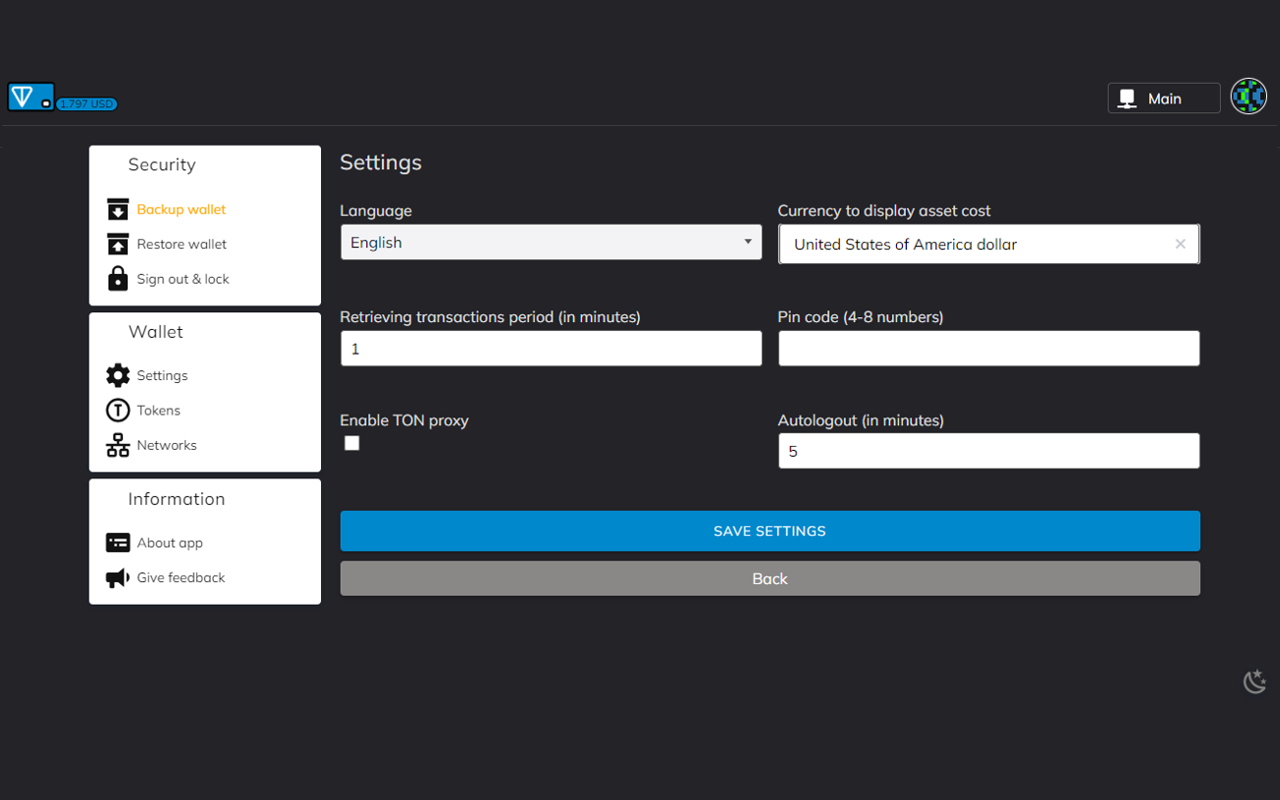 1.797 USD
Main
Security
Backup wallet
Restore wallet
Sign out & lock
Wallet
Settings
Tokens
Networks
Information
About app
Give feedback
Settings
Language
English
Currency to display asset cost
United States of America dollar
Retrieving transactions period (in minutes)
1
Pin code (4-8 numbers)
Enable TON proxy
Autologout (in minutes)
5
SAVE SETTINGS
Back